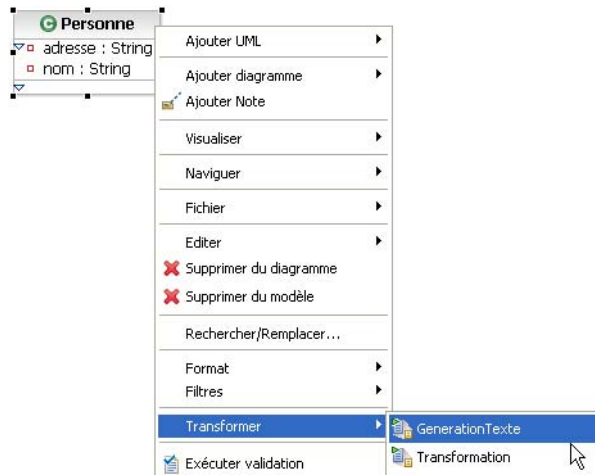 C Personne
adresse : String
nom : String
Ajouter UML
Ajouter diagramme
Ajouter Note
Visualiser
Naviguer
Fichier
Editer
Supprimer du diagramme
Supprimer du modèle
Rechercher/Remplacer...
Format
Filtres
Transformer
GenerationTexte
Transformation
Exécuter validation